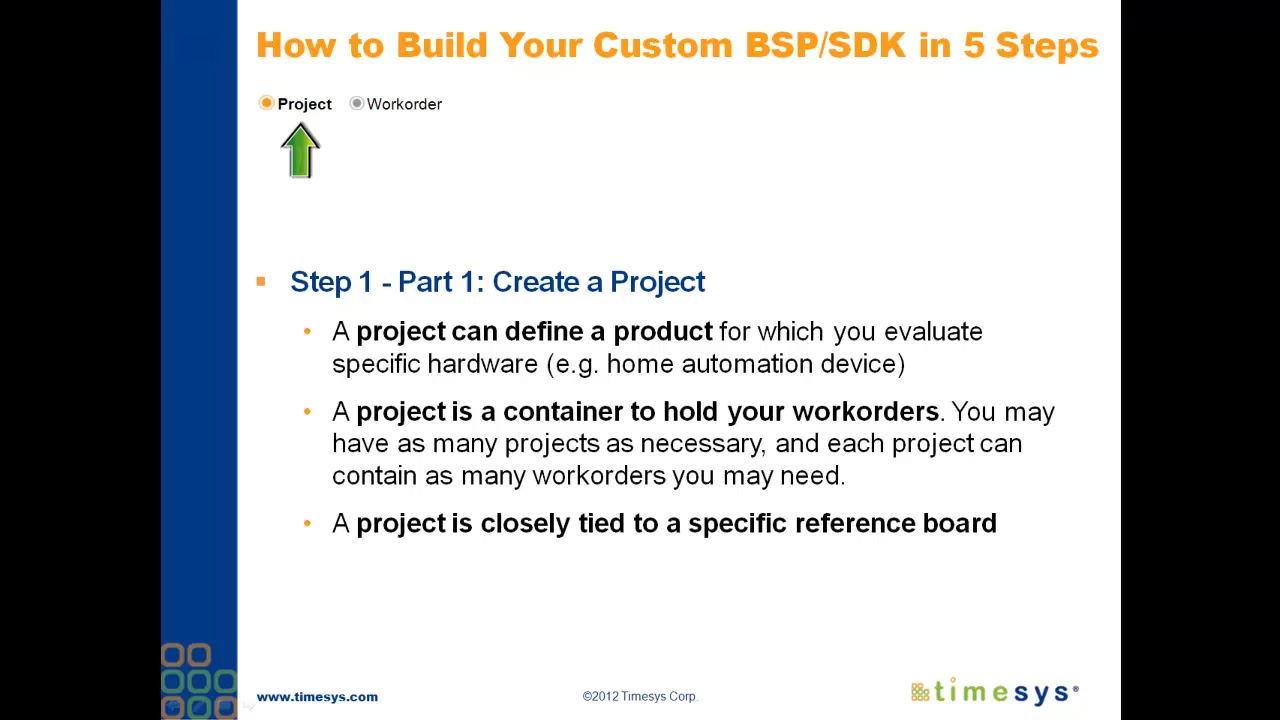 How to Build Your Custom BSP/SDK in 5 Steps
Project Workorder
Step 1 - Part 1: Create a Project
A project can define a product for which you evaluate
specific hardware (e.g. home automation device)
A project is a container to hold your workorders. You may
have as many projects as necessary, and each project can
contain as many workorders you may need.
A project is closely tied to a specific reference board
www.timesys.com ©2012 Timesys Corp. timesys®